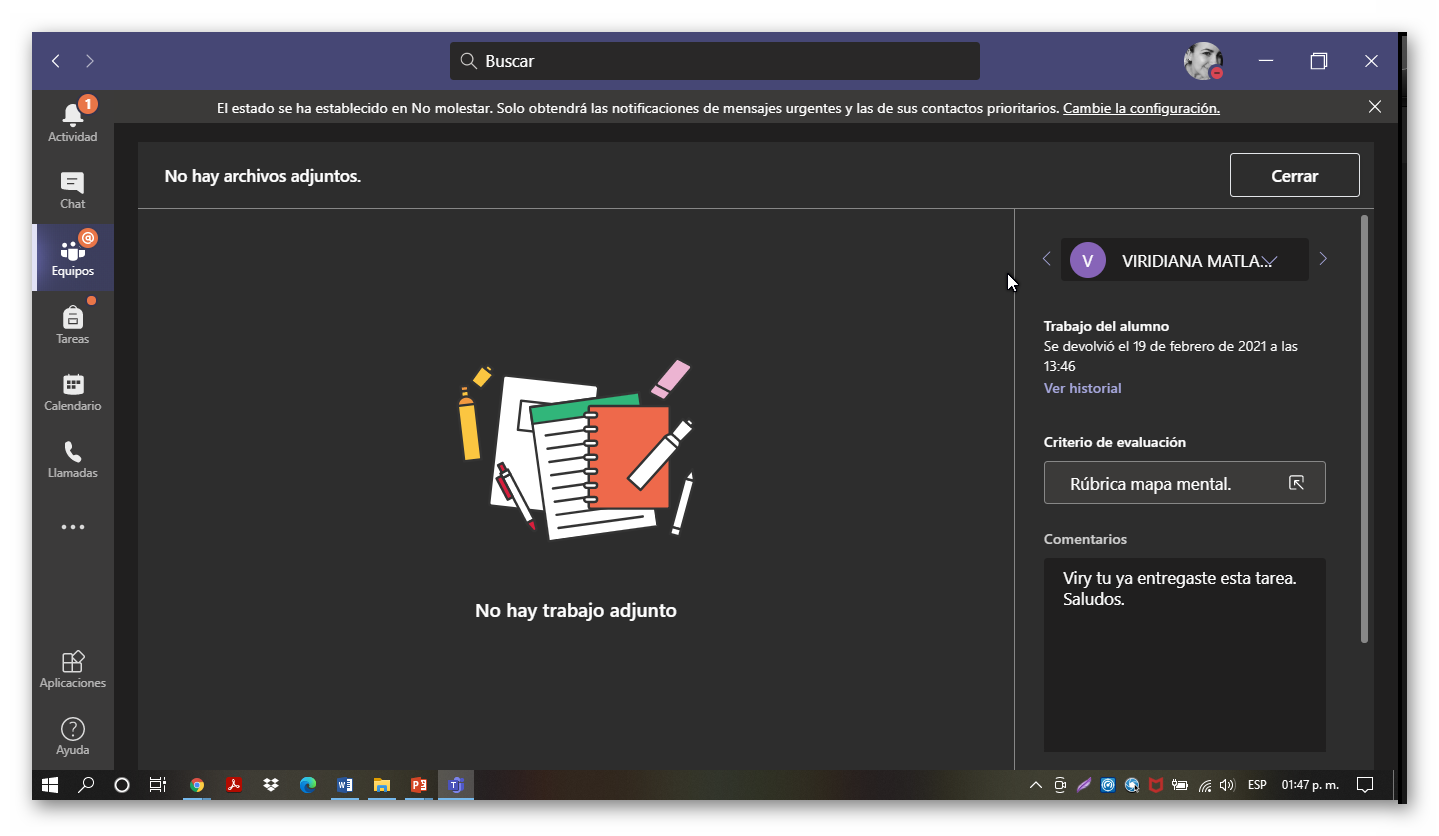 Buscar
El estado se ha establecido en No molestar. Solo obtendrá las notificaciones de mensajes urgentes y las de sus contactos prioritarios. Cambie la configuración.
1
Actividad
Chat
@
Equipos
Tareas
Calendario
Llamadas
Aplicaciones
?
Ayuda
No hay archivos adjuntos.
Cerrar
No hay trabajo adjunto
V
VIRIDIANA MATLA...
Trabajo del alumno
Se devolvió el 19 de febrero de 2021 a las
13:46
Ver historial
Criterio de evaluación
Rúbrica mapa mental.
Comentarios
Viry tu ya entregaste esta tarea.
Saludos.
ESP
01:47 p. m.